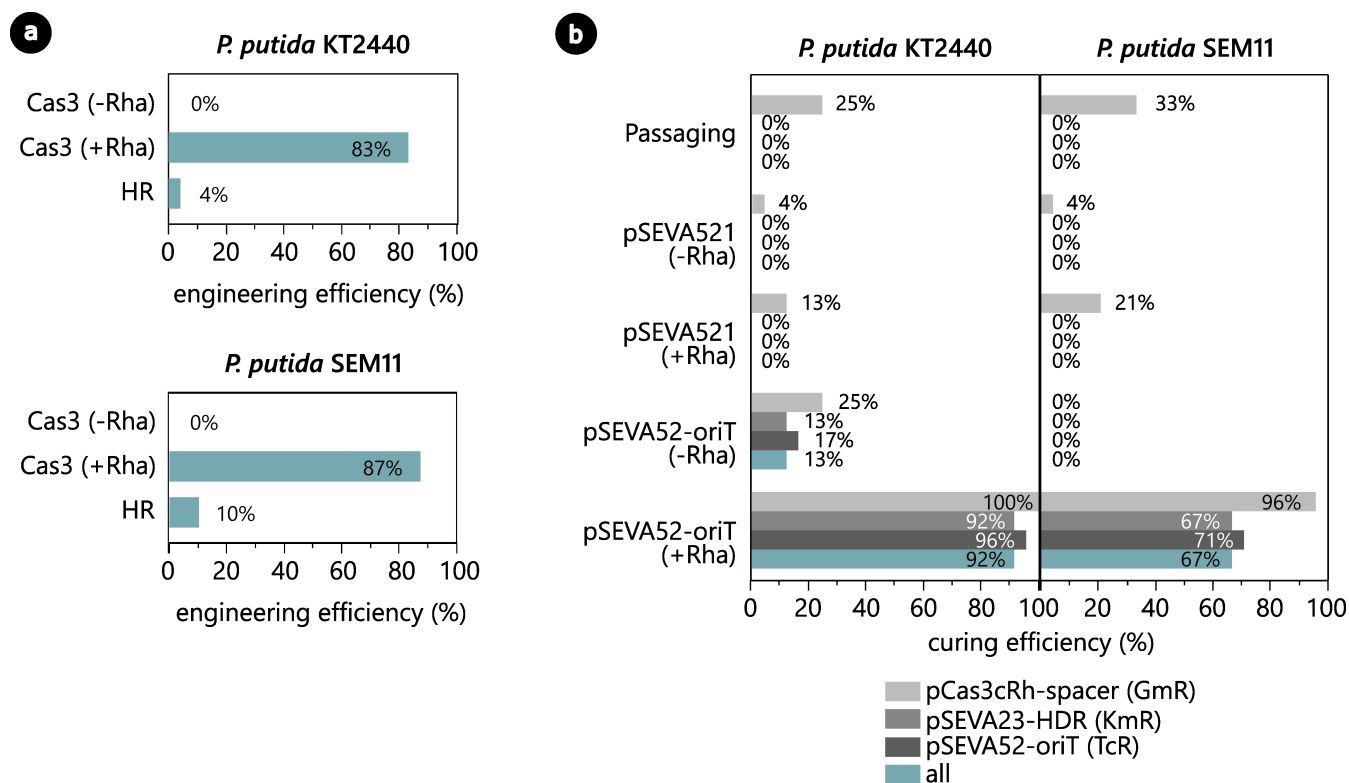 a
P. putida KT2440
Cas3 (-Rha)
0%
Cas3 (+Rha)
83%
HR
4%
0 20 40 60 80 100
engineering efficiency (%)
P. putida SEM11
Cas3 (-Rha)
0%
Cas3 (+Rha)
87%
HR
10%
0 20 40 60 80 100
engineering efficiency (%)
b
P. putida KT2440 P. putida SEM11
Passaging
25%
0%
0%
0%
33%
0%
0%
0%
pSEVA521
(-Rha)
4%
0%
0%
0%
4%
0%
0%
0%
pSEVA521
(+Rha)
13%
0%
0%
0%
21%
0%
0%
0%
pSEVA52-oriT
(-Rha)
25%
13%
17%
13%
0%
0%
0%
0%
pSEVA52-oriT
(+Rha)
100%
92%
96%
92%
96%
67%
71%
67%
0 20 40 60 80 100 20 40 60 80 100
curing efficiency (%)
pCas3cRh-spacer (GmR)
pSEVA23-HDR (KmR)
pSEVA52-oriT (TcR)
all